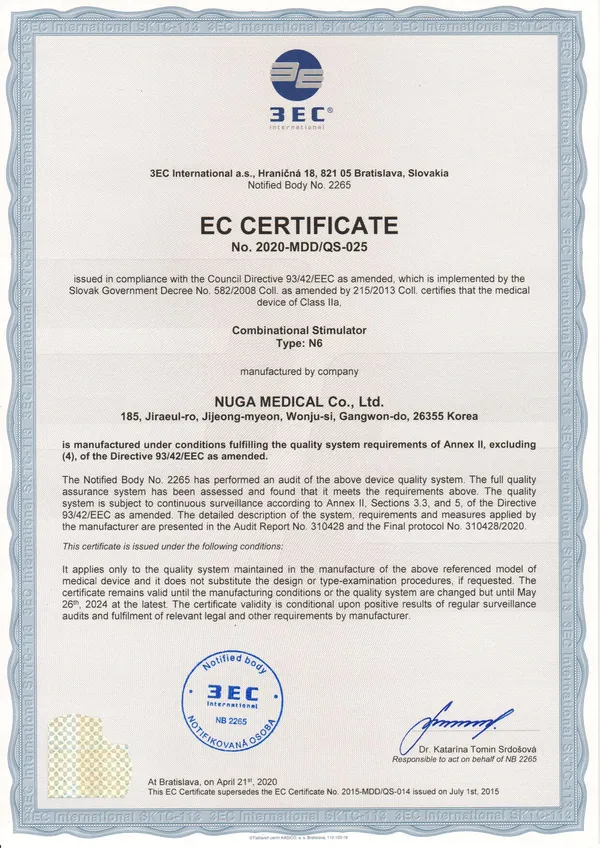 3EC International SKTC-113 3EC International SKTC-113 3EC International SKTC-113
3EC®
international
3EC International a.s., Hraničná 18, 821 05 Bratislava, Slovakia
Notified Body No. 2265
EC CERTIFICATE
No. 2020-MDD/QS-025
issued in compliance with the Council Directive 93/42/EEC as amended, which is implemented by the
Slovak Government Decree No. 582/2008 Coll. as amended by 215/2013 Coll. certifies that the medical
device of Class IIa,
Combinational Stimulator
Type: N6
manufactured by company
NUGA MEDICAL Co., Ltd.
185, Jiraeul-ro, Jijeong-myeon, Wonju-si, Gangwon-do, 26355 Korea
is manufactured under conditions fulfilling the quality system requirements of Annex II, excluding
(4), of the Directive 93/42/EEC as amended.
The Notified Body No. 2265 has performed an audit of the above device quality system. The full quality
assurance system has been assessed and found that it meets the requirements above. The quality
system is subject to continuous surveillance according to Annex II, Sections 3.3, and 5, of the Directive
93/42/EEC as amended. The detailed description of the system, requirements and measures applied by
the manufacturer are presented in the Audit Report No. 310428 and the Final protocol No. 310428/2020.
This certificate is issued under the following conditions:
It applies only to the quality system maintained in the manufacture of the above referenced model of
medical device and it does not substitute the design or type-examination procedures, if requested. The
certificate remains valid until the manufacturing conditions or the quality system are changed but until May
26th, 2024 at the latest. The certificate validity is conditional upon positive results of regular surveillance
audits and fulfilment of relevant legal and other requirements by manufacturer.
Notified body
3EC
International
NB 2265
NOTIFIKOVANÁ OSOBA
Dr. Katarína Tomin Srdošová
Responsible to act on behalf of NB 2265
At Bratislava, on April 21st, 2020
This EC Certificate supersedes the EC Certificate No. 2015-MDD/QS-014 issued on July 1st, 2015